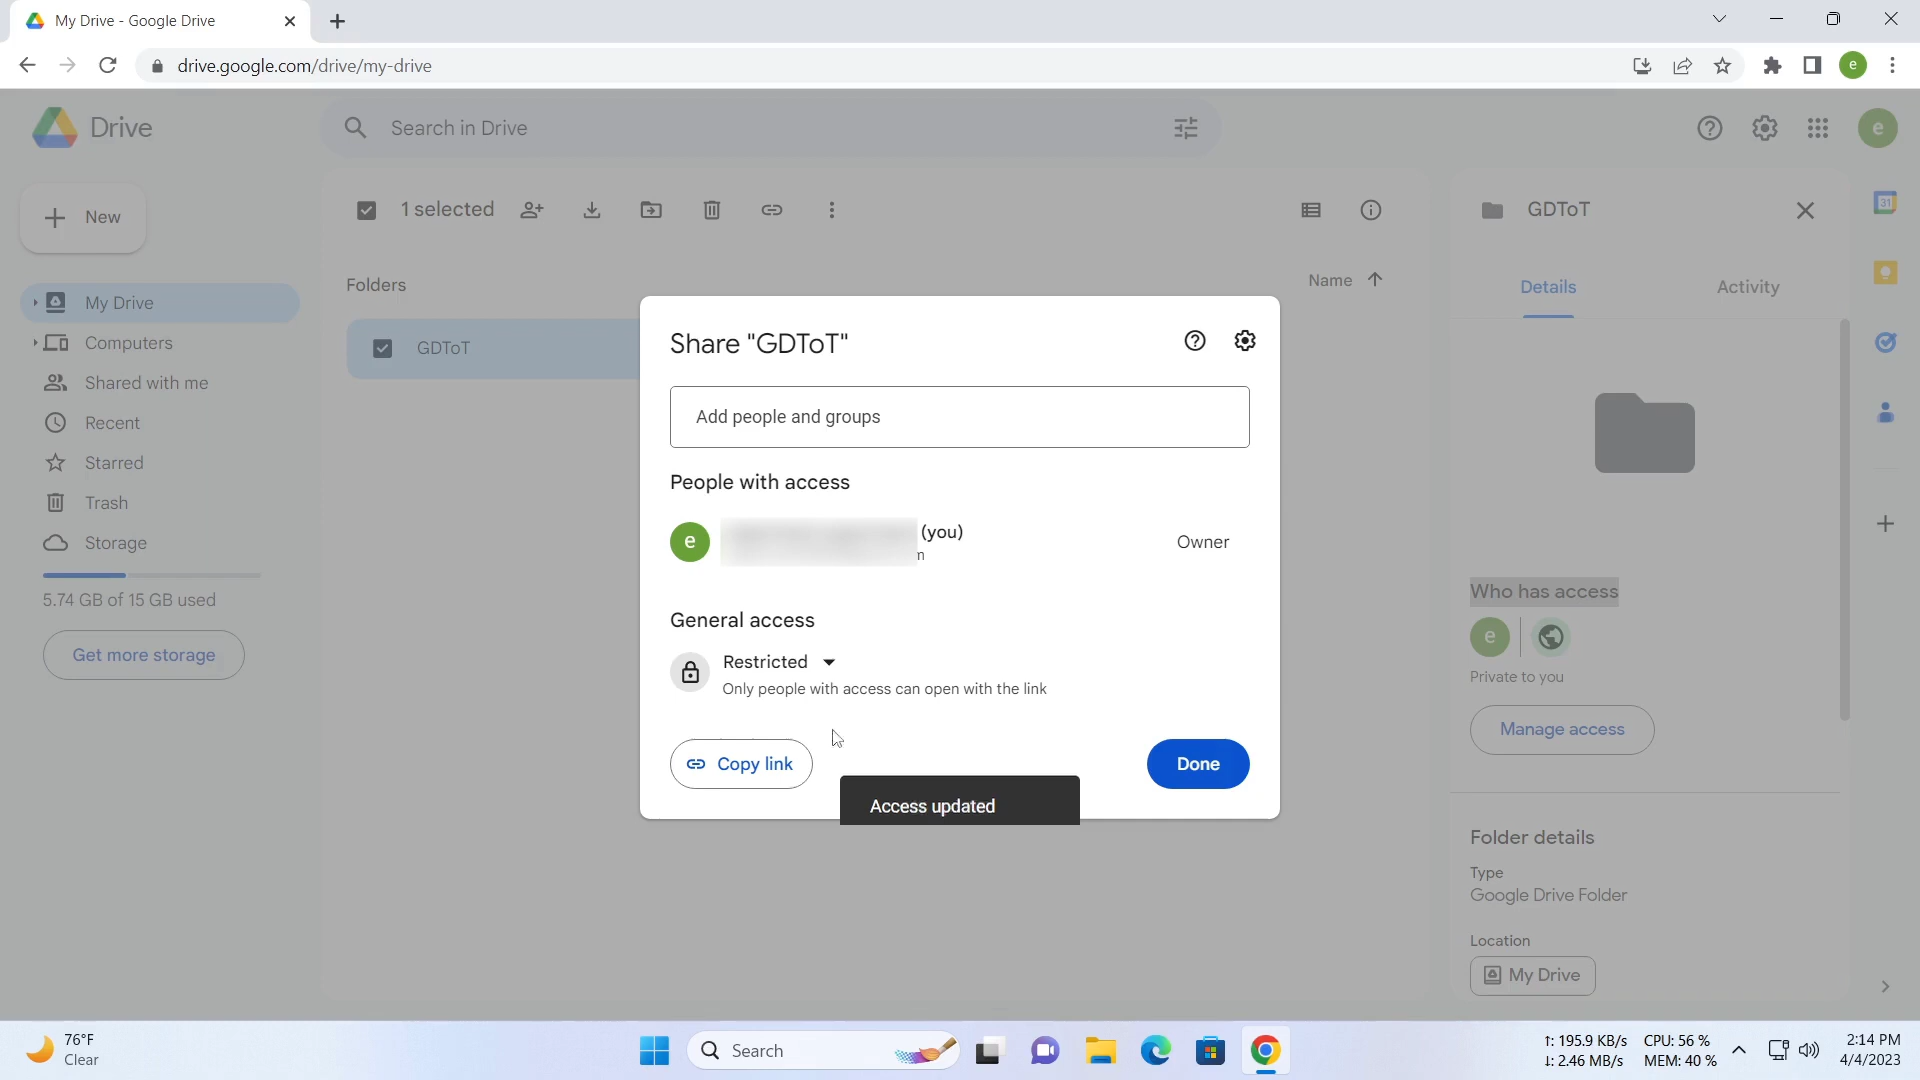 My Drive - Google Drive
drive.google.com/drive/my-drive
e
Drive
Search in Drive
e
New
1 selected
GDToT
31
Folders
Name
Details
Activity
My Drive
Computers
GDToT
Share "GDToT"
Shared with me
Recent
Add people and groups
Starred
People with access
Trash
e
(you)
Owner
Storage
5.74 GB of 15 GB used
Who has access
General access
e
Get more storage
Restricted
Private to you
Only people with access can open with the link
Manage access
Copy link
Done
Access updated
Folder details
Type
Google Drive Folder
Location
My Drive
76°F
Clear
Search
↑: 195.9 KB/s
↓: 2.46 MB/s
CPU: 56 %
MEM: 40 %
2:14 PM
4/4/2023